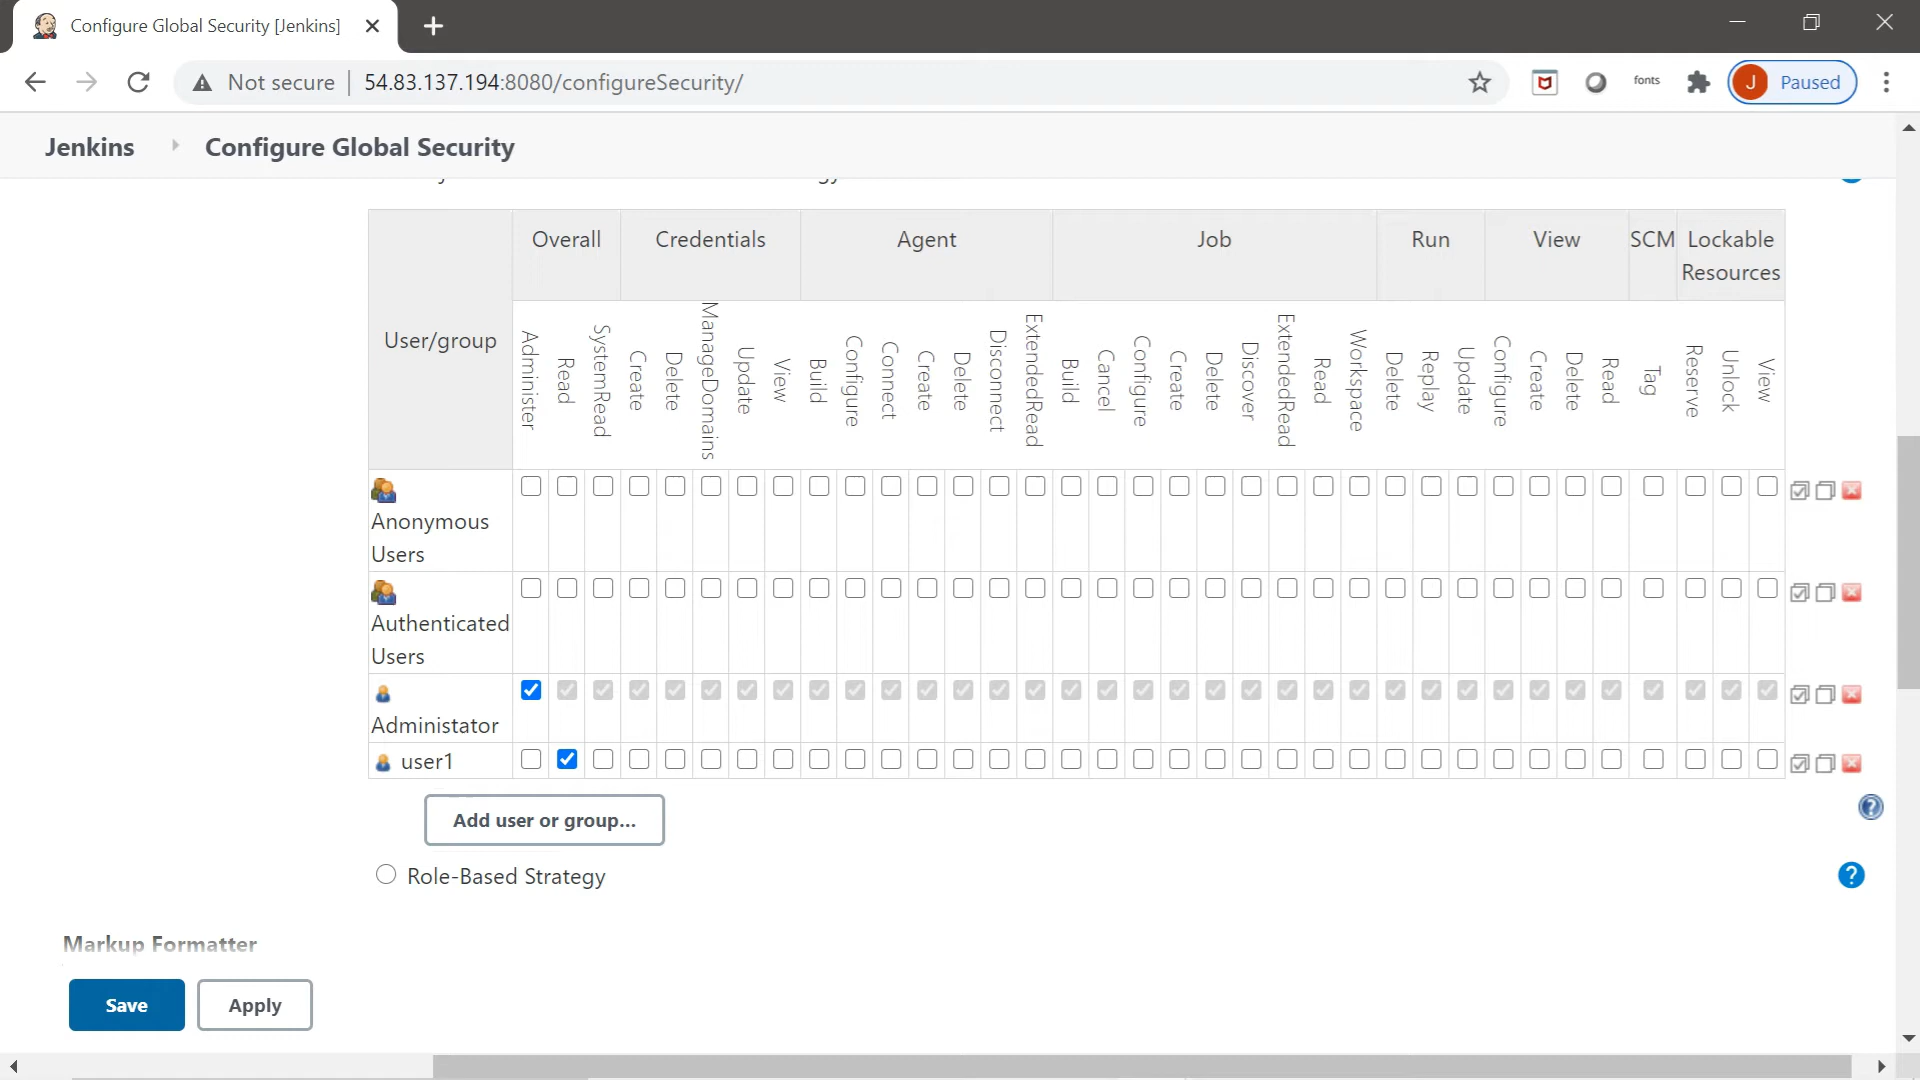 Configure Global Security [Jenkins]
Not secure
54.83.137.194:8080/configureSecurity/
fonts
J
Paused
Jenkins
Configure Global Security
User/group
Overall
Credentials
Agent
Job
Run
View
SCM
Lockable
Resources
Administer
Read
SystemRead
Create
Delete
ManageDomains
Update
View
Build
Configure
Connect
Create
Delete
Disconnect
ExtendedRead
Build
Cancel
Configure
Create
Delete
Discover
ExtendedRead
Read
Workspace
Delete
Replay
Update
Configure
Create
Delete
Read
Tag
Reserve
Unlock
View
Anonymous
Users
Authenticated
Users
Administator
user1
Add user or group...
?
Role-Based Strategy
?
Markup Formatter
Save
Apply